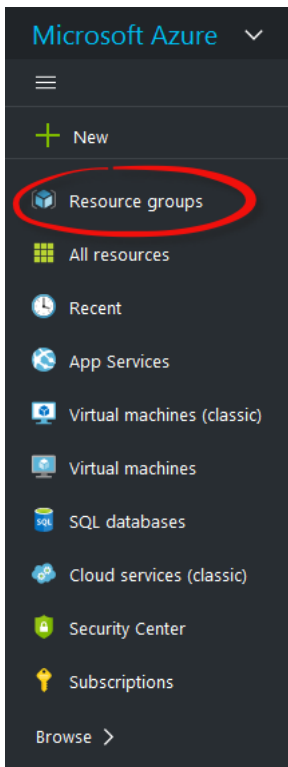 Microsoft Azure
New
Resource groups
All resources
Recent
App Services
Virtual machines (classic)
Virtual machines
SQL
SQL databases
Cloud services (classic)
Security Center
Subscriptions
Browse